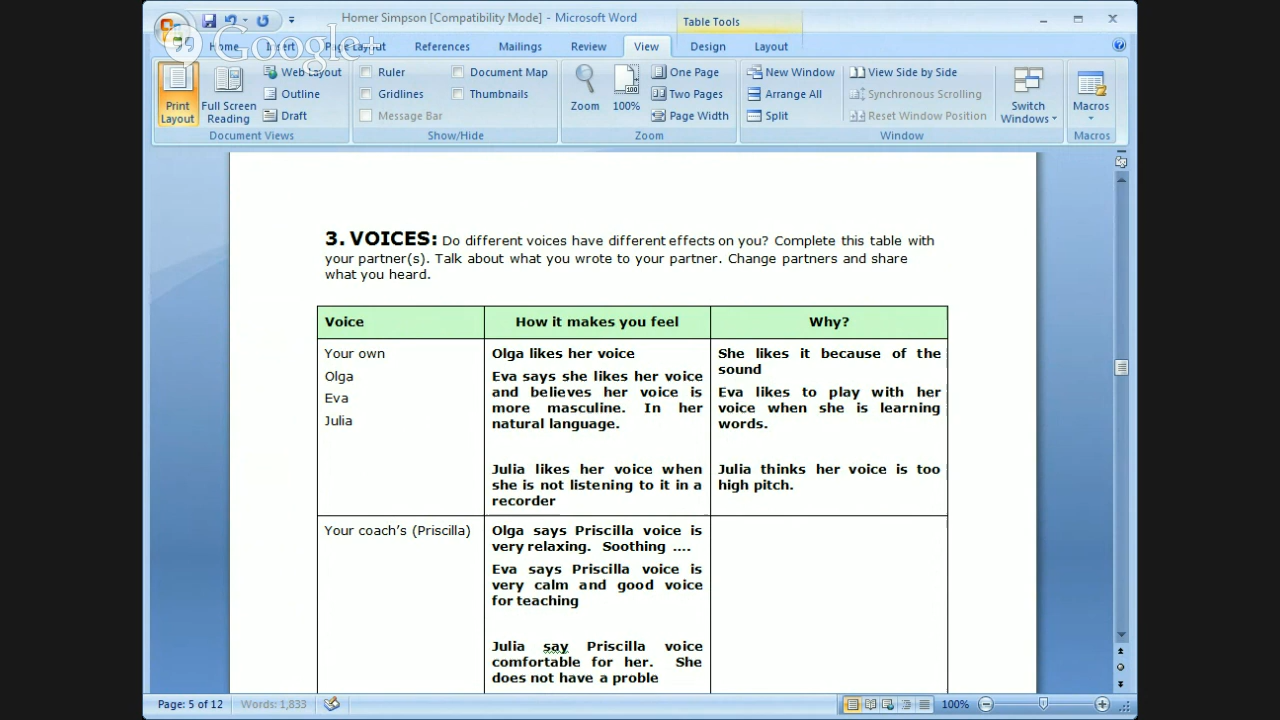 Homer Simpson [Compatibility Mode] - Microsoft Word
Table Tools
Google+
Home Insert Page Layout References Mailings Review View Design Layout
Print Layout
Full Screen Reading
Web Layout
Outline
Draft
Document Views
Ruler
Gridlines
Message Bar
Document Map
Thumbnails
Show/Hide
Zoom
100%
One Page
Two Pages
Page Width
Zoom
New Window
Arrange All
Split
View Side by Side
Synchronous Scrolling
Reset Window Position
Switch Windows
Window
Macros
Macros
3. VOICES: Do different voices have different effects on you? Complete this table with
your partner(s). Talk about what you wrote to your partner. Change partners and share
what you heard.
Voice
How it makes you feel
Why?
Your own
Olga
Eva
Julia
Olga likes her voice
Eva says she likes her voice
and believes her voice is
more masculine. In her
natural language.
Julia likes her voice when
she is not listening to it in a
recorder
She likes it because of the
sound
Eva likes to play with her
voice when she is learning
words.
Julia thinks her voice is too
high pitch.
Your coach's (Priscilla)
Olga says Priscilla voice is
very relaxing. Soothing ....
Eva says Priscilla voice is
very calm and good voice
for teaching
Julia say Priscilla voice
comfortable for her. She
does not have a proble
Page: 5 of 12 Words: 1,833 100%